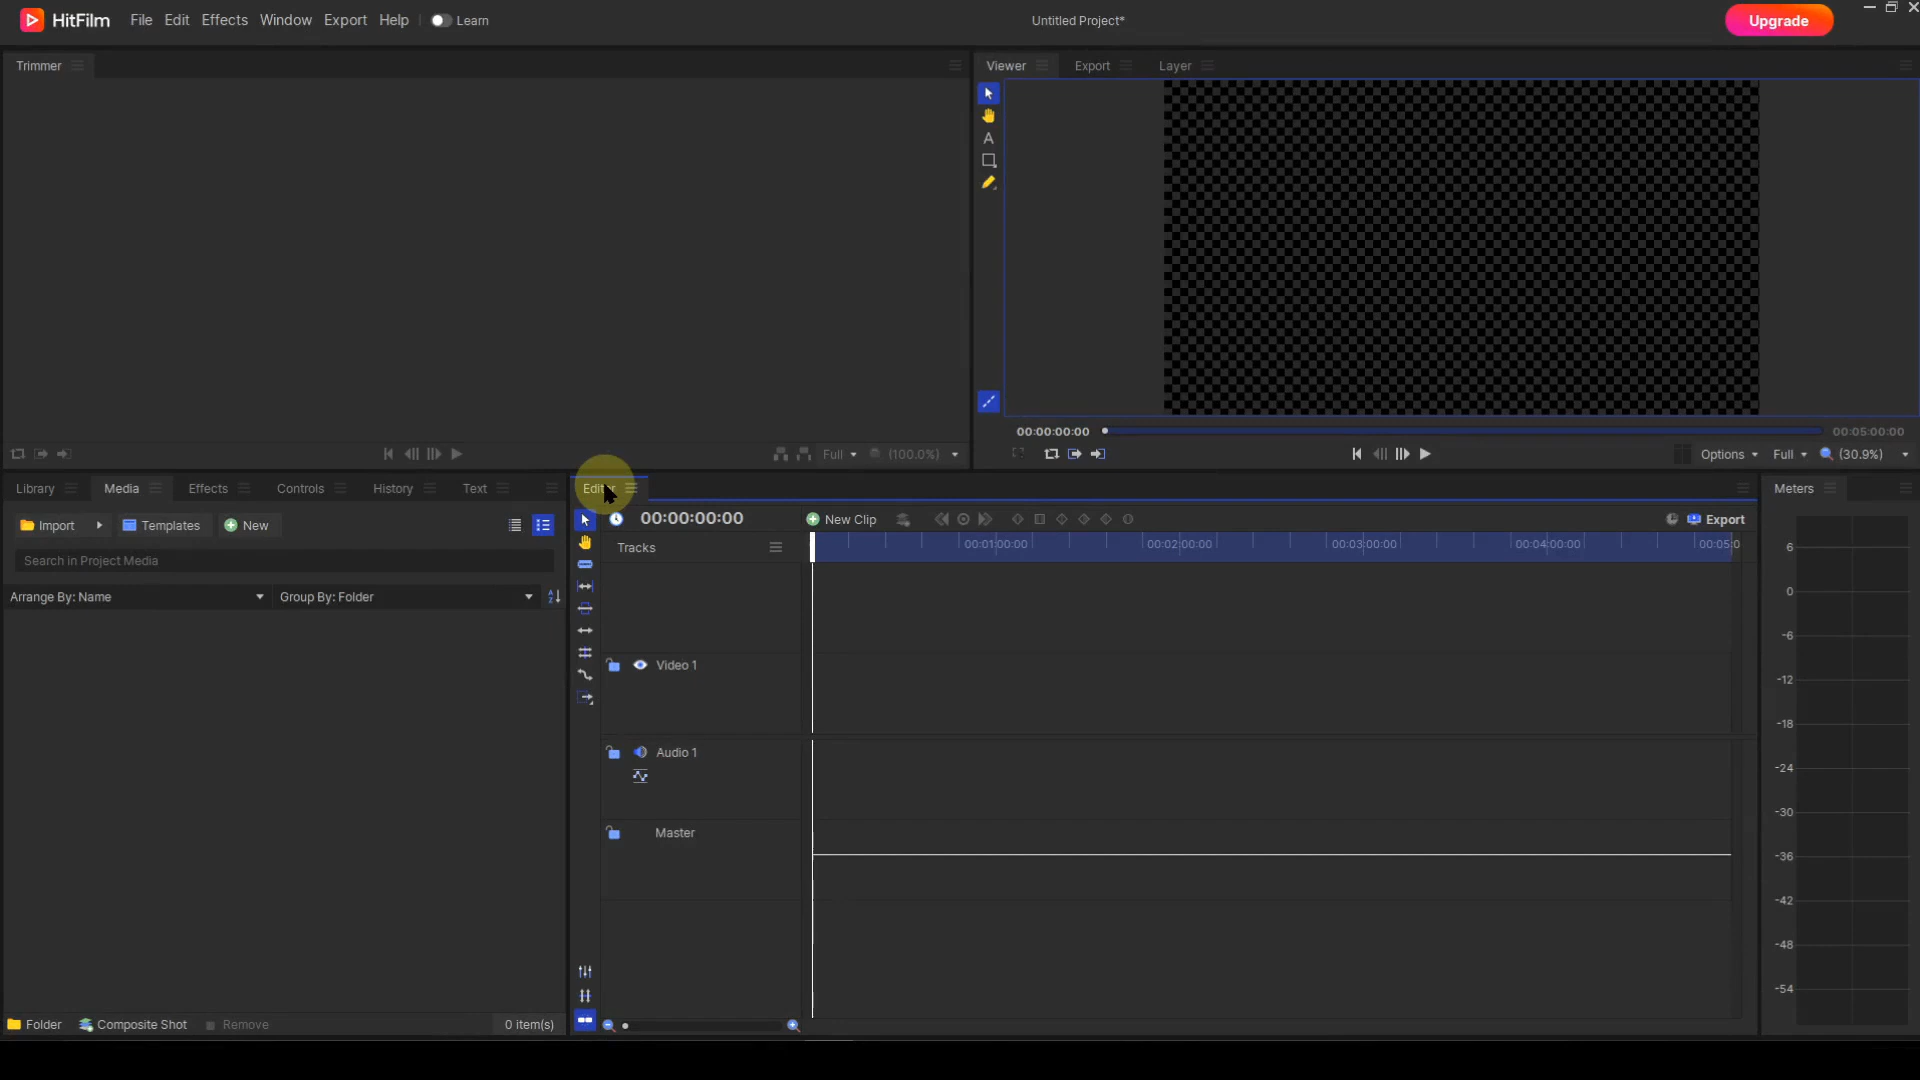 HitFilm File Edit Effects Window Export Help Learn Untitled Project* Upgrade
Trimmer Viewer Export Layer
A
00:00:00:00 00:05:00:00
Full (100.0%) Options Full (30.9%)
Library Media Effects Controls History Text Editor Meters
Import Templates New 00:00:00:00 New Clip Export
Search in Project Media Tracks 00:01:00:00 00:02:00:00 00:03:00:00 00:04:00:00 00:05:0
Arrange By: Name Group By: Folder
Video 1
Audio 1
Master
6
0
-6
-12
-18
-24
-30
-36
-42
-48
-54
Folder Composite Shot Remove 0 item(s)